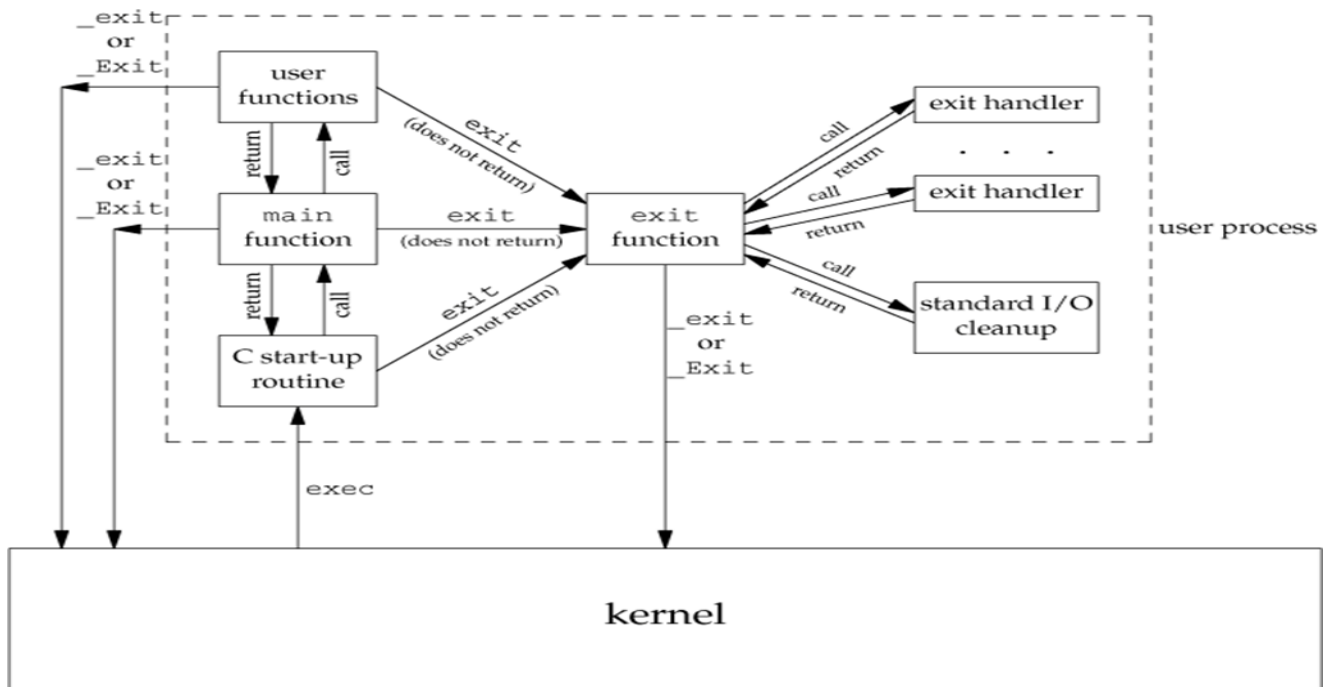 _exit
or
_Exit
user
functions
exit
(does not return)
call
return
exit handler
. . .
return
call
_exit
or
_Exit
main
function
exit
(does not return)
exit
function
call
return
exit handler
user process
return
call
exit
(does not return)
call
return
standard I/O
cleanup
C start-up
routine
_exit
or
_Exit
exec
kernel